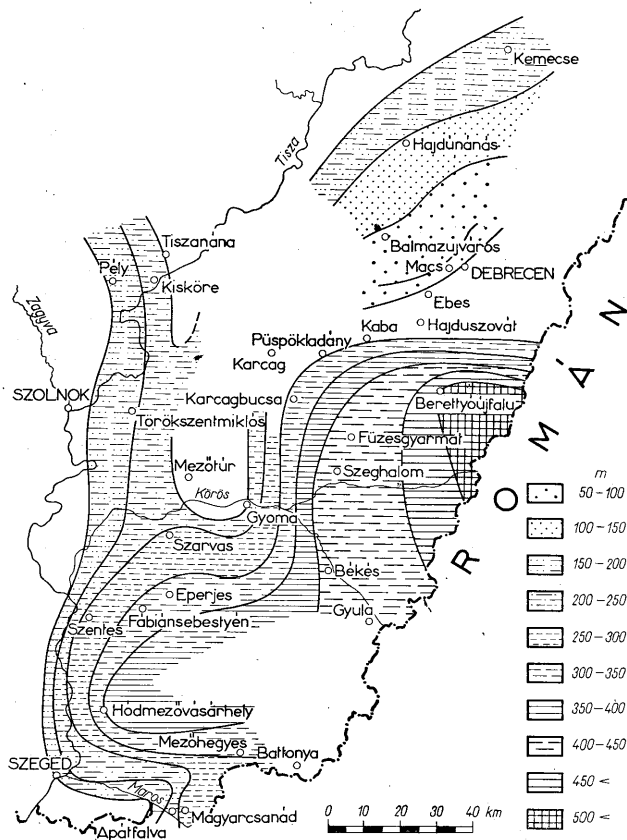 Kemecse
Tisza
Hajdúnánás
Tiszanána
Balmazujváros
Macs
DEBRECEN
Pély
Kisköre
Ebes
Zagyva
Kaba
Hajduszovát
Püspökladány
Karcag
SZOLNOK
Karcagbucsa
Berettyóújfalu
Törökszentmiklós
Füzesgyarmat
Mezőtúr
Szeghalom
Körös
Gyoma
Szarvas
Békés
Eperjes
Fábiánsebestyén
Gyula
Szentes
Hódmezővásárhely
Mezőhegyes
Battonya
SZEGED
Maros
Magyarcsanád
Apátfalva
R O M Á N
m
50-100
100-150
150-200
200-250
250-300
300-350
350-400
400-450
450 <
500 <
0 10 20 30 40 km